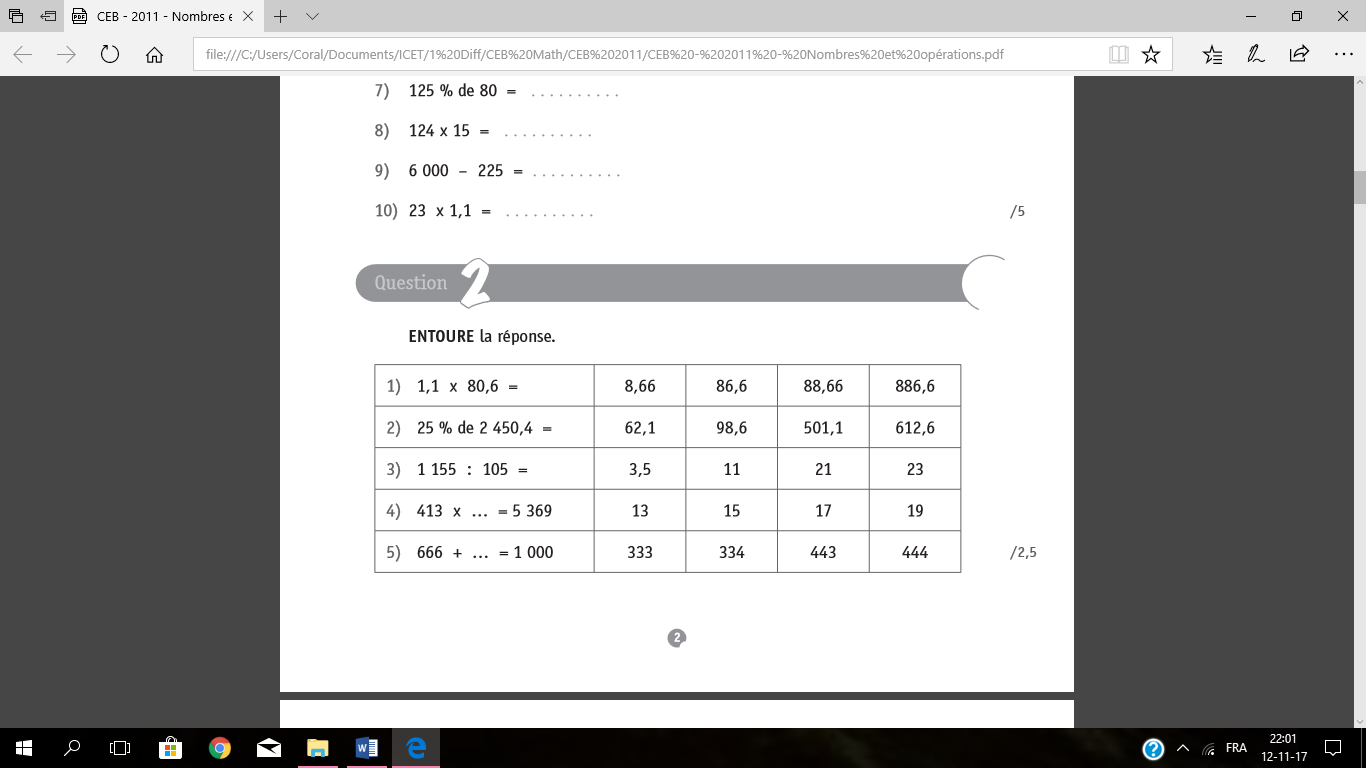 CEB - 2011 - Nombres e
file:///C:/Users/Coral/Documents/ICET/1%20Diff/CEB%20Math/CEB%202011/CEB%20-%202011%20-%20Nombres%20et%20opérations.pdf
7) 125 % de 80 = . . . . . . . . . .
8) 124 x 15 = . . . . . . . . . .
9) 6 000 – 225 = . . . . . . . . . .
10) 23 x 1,1 = . . . . . . . . . . /5
Question 2
ENTOURE la réponse.
1) 1,1 x 80,6 = 8,66 86,6 88,66 886,6
2) 25 % de 2 450,4 = 62,1 98,6 501,1 612,6
3) 1 155 : 105 = 3,5 11 21 23
4) 413 x ... = 5 369 13 15 17 19
5) 666 + ... = 1 000 333 334 443 444 /2,5
2
FRA 22:01
12-11-17